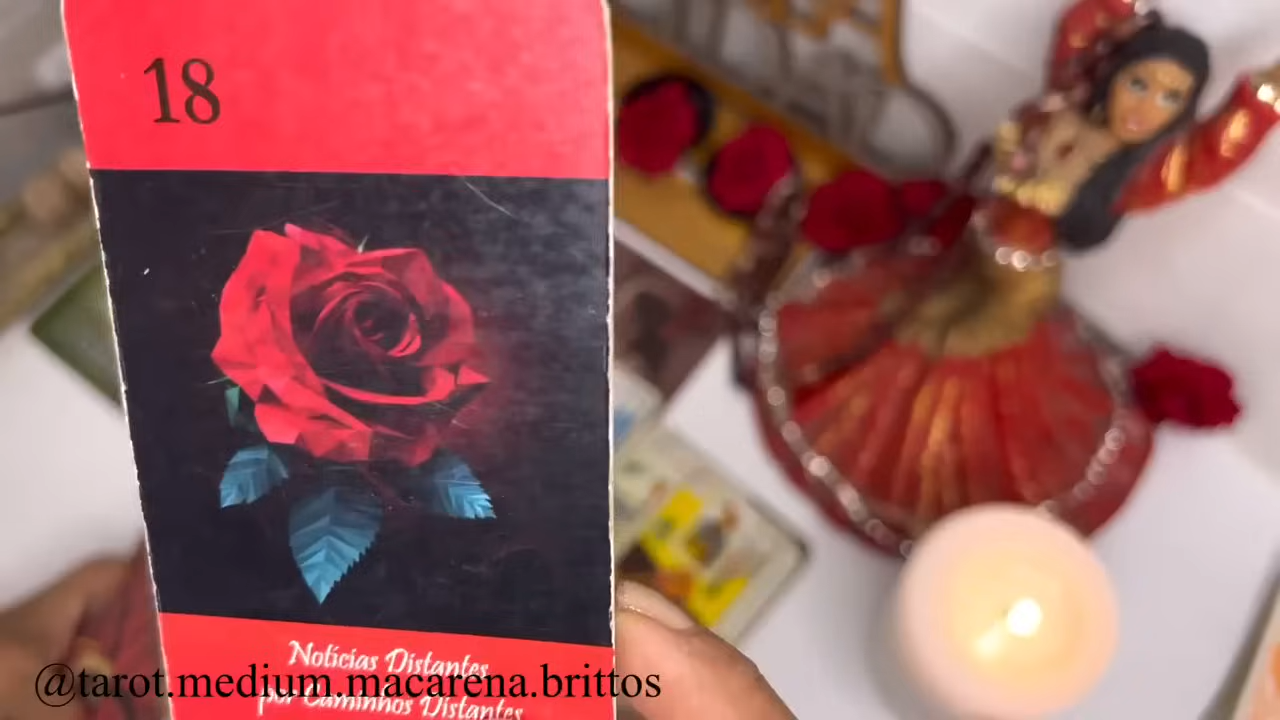 18
Notícias Distantes
@tarot.medium.macarena.brittos
por Caminhos Distantes